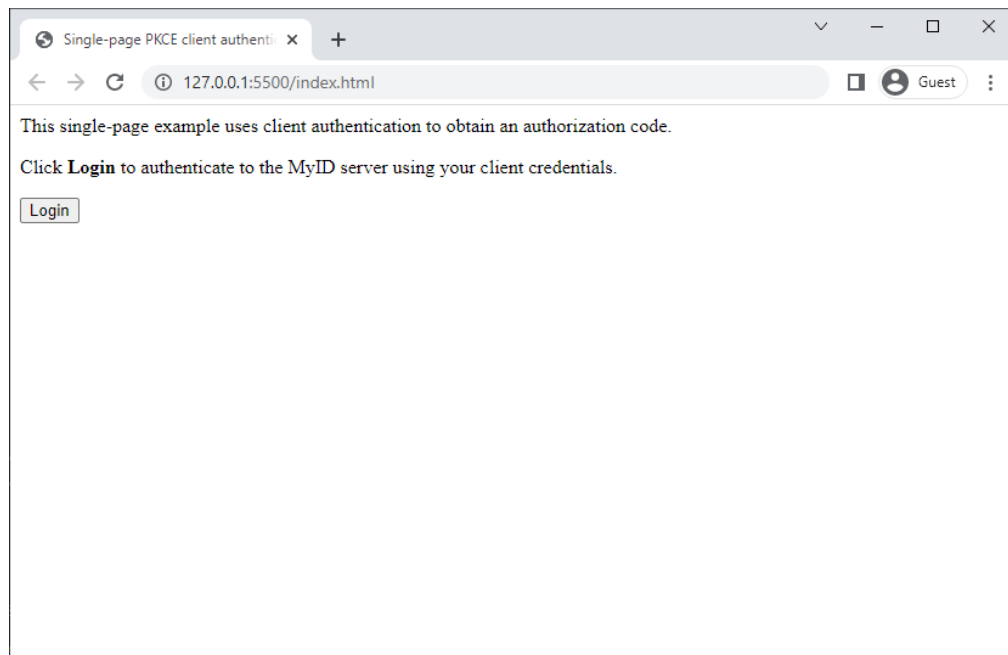 Single-page PKCE client authenti
127.0.0.1:5500/index.html
Guest
This single-page example uses client authentication to obtain an authorization code.
Click Login to authenticate to the MyID server using your client credentials.
Login